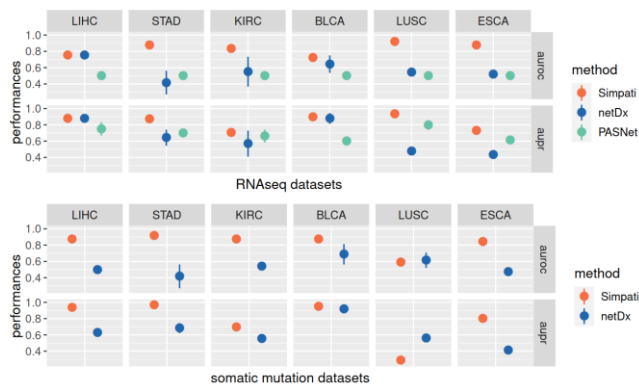 LIHC STAD KIRC BLCA LUSC ESCA
performances
1.0
0.8
0.6
0.4
auroc
1.0
0.8
0.6
0.4
aupr
RNAseq datasets
method
Simpati
netDx
PASNet
LIHC STAD KIRC BLCA LUSC ESCA
performances
1.0
0.8
0.6
0.4
auroc
1.0
0.8
0.6
0.4
aupr
somatic mutation datasets
method
Simpati
netDx